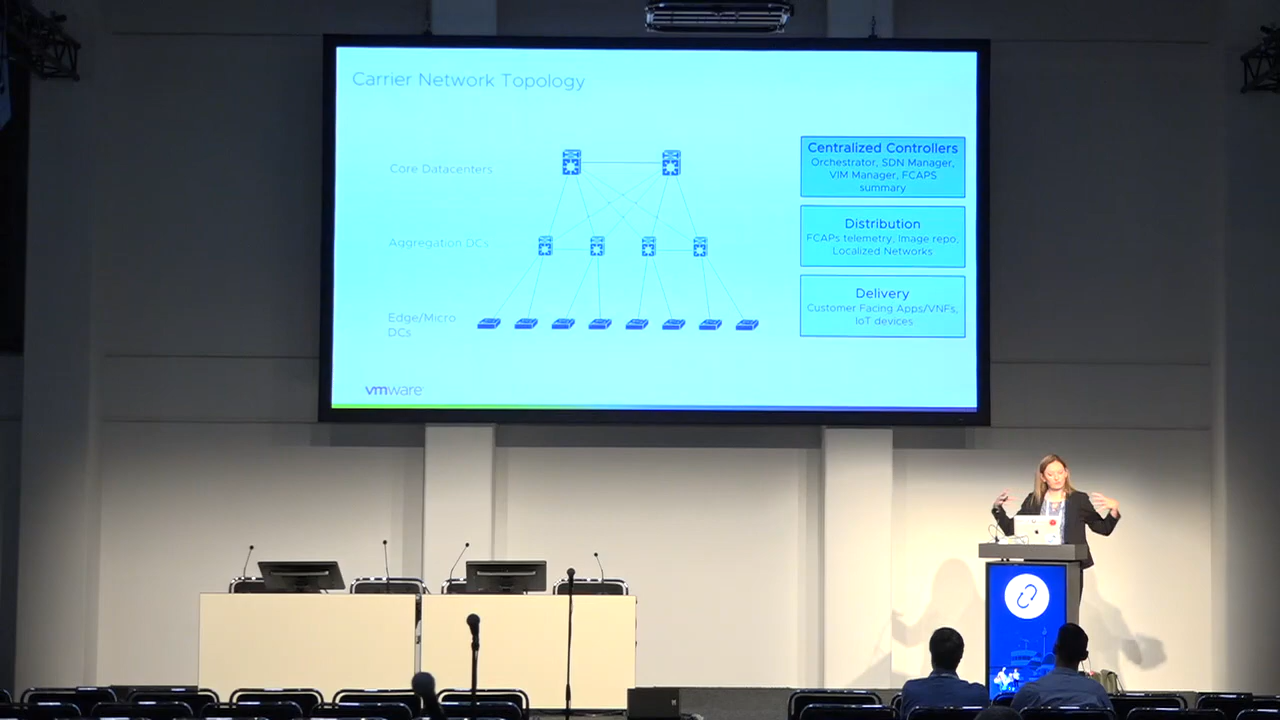 Carrier Network Topology
Core Datacenters
Aggregation DCs
Edge/Micro
DCs
Centralized Controllers
Orchestrator, SDN Manager,
VIM Manager, FCAPS
summary
Distribution
FCAPs telemetry, Image repo,
Localized Networks
Delivery
Customer Facing Apps/VNFs,
IoT devices
vmware